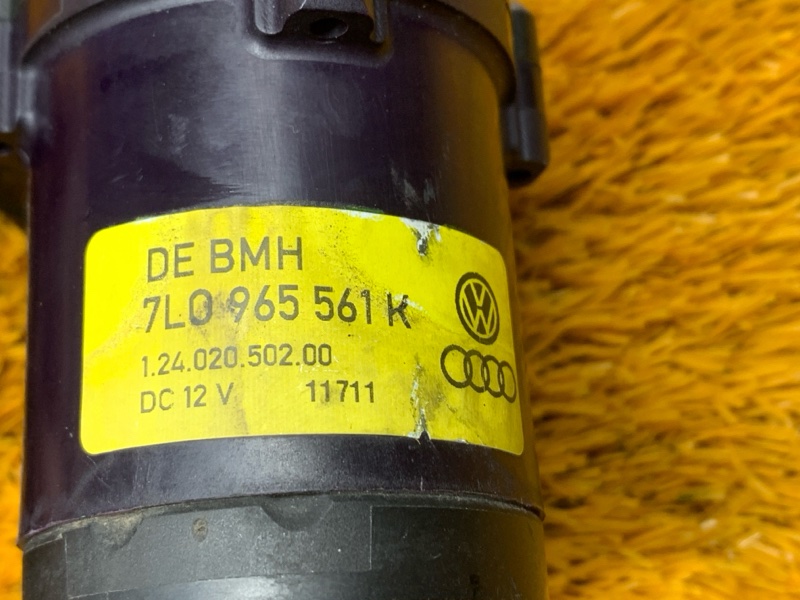 DE BMH
7L0 965 561 K
1.24.020.502.00
DC 12 V 11711